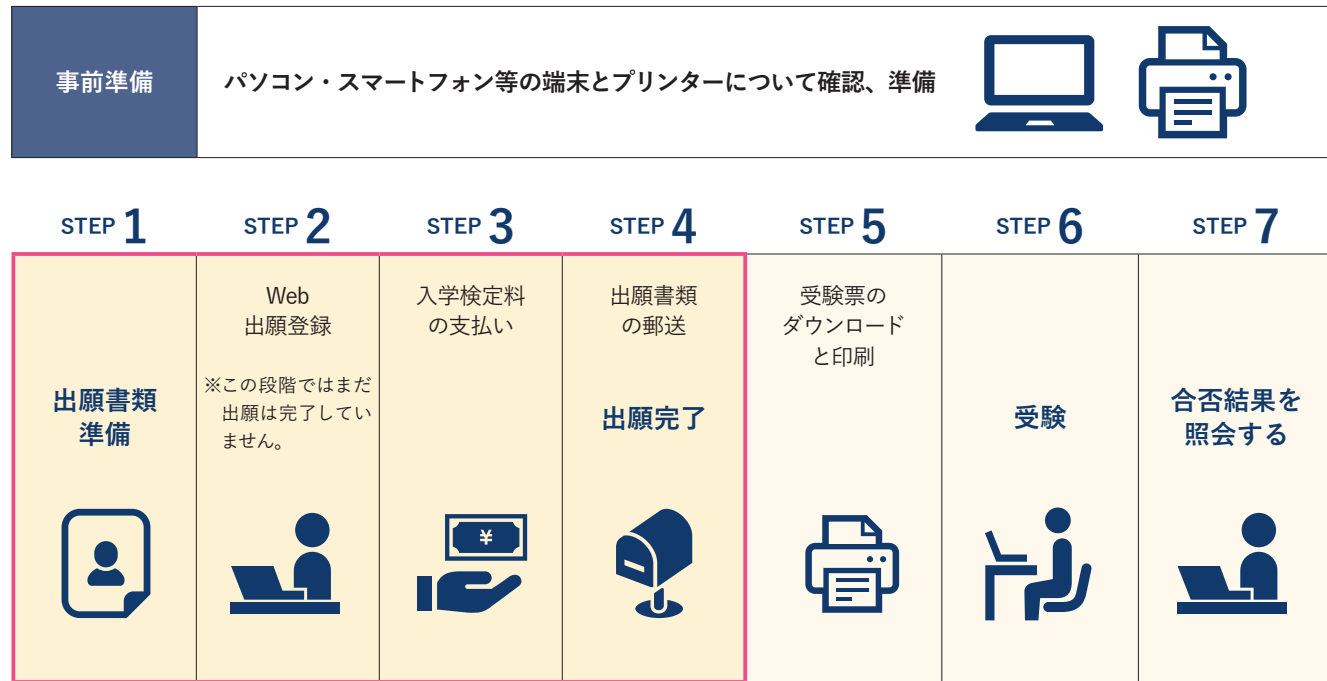 事前準備
パソコン・スマートフォン等の端末とプリンターについて確認、準備
STEP 1
出願書類
準備
STEP 2
Web
出願登録
※この段階ではまだ
出願は完了してい
ません。
STEP 3
入学検定料
の支払い
¥
STEP 4
出願書類
の郵送
出願完了
STEP 5
受験票の
ダウンロード
と印刷
STEP 6
受験
STEP 7
合否結果を
照会する